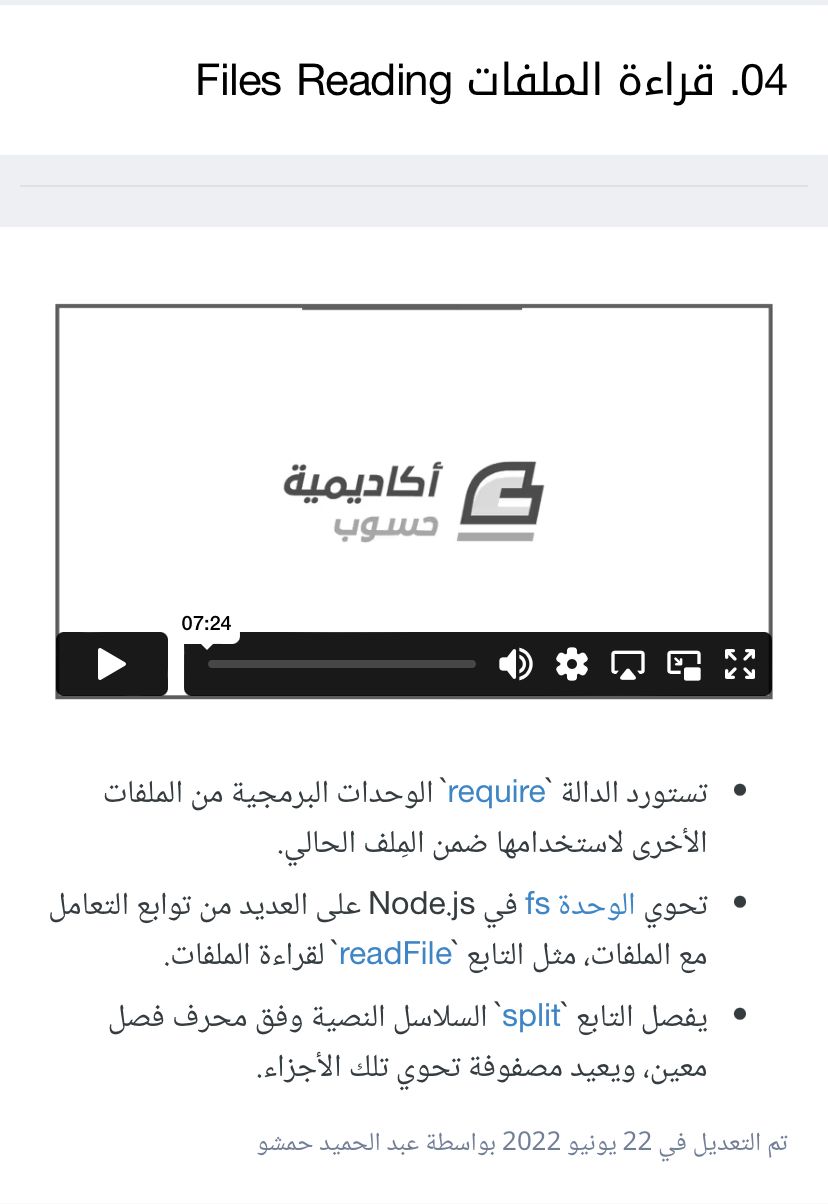 04. قراءة الملفات Files Reading
أكاديمية
حسوب
07:24
تستورد الدالة `require` الوحدات البرمجية من الملفات
الأخرى لاستخدامها ضمن المِلف الحالي.
تحوي الوحدة fs في Node.js على العديد من توابع التعامل
مع الملفات، مثل التابع `readFile` لقراءة الملفات.
يفصل التابع `split` السلاسل النصية وفق محرف فصل
معين، ويعيد مصفوفة تحوي تلك الأجزاء.
تم التعديل في 22 يونيو 2022 بواسطة عبد الحميد حمشو